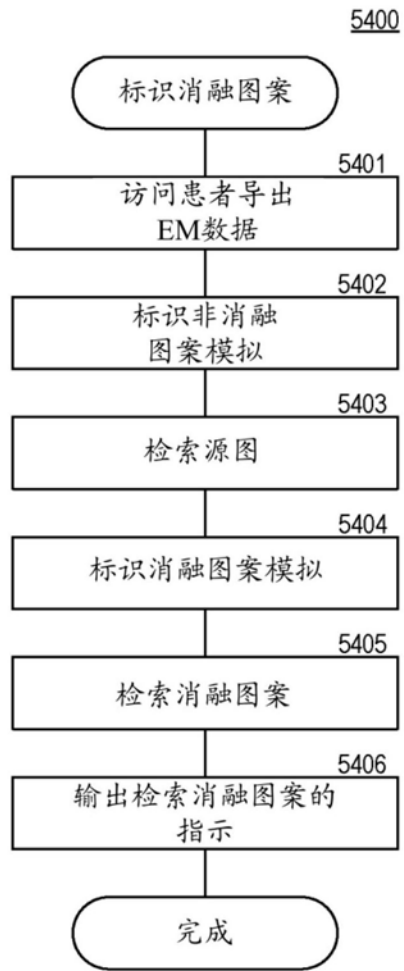 5400
标识消融图案
5401
访问患者导出
EM数据
5402
标识非消融
图案模拟
5403
检索源图
5404
标识消融图案模拟
5405
检索消融图案
5406
输出检索消融图案的
指示
完成